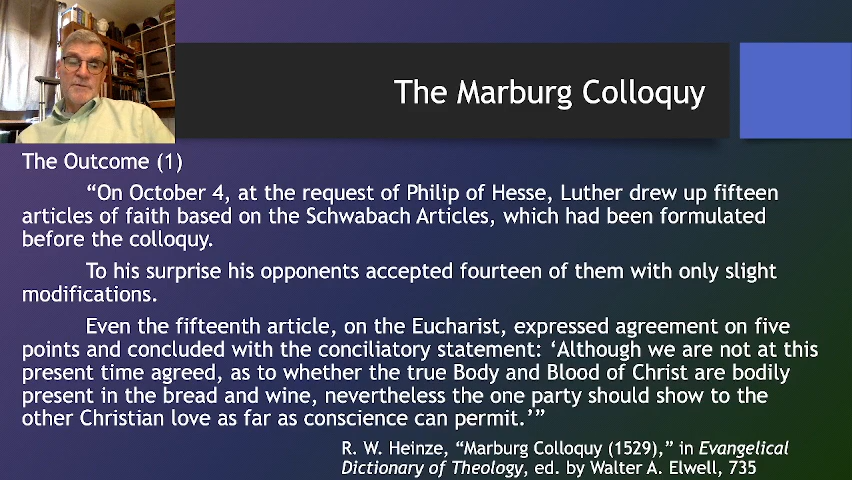 The Marburg Colloquy
The Outcome (1)
“On October 4, at the request of Philip of Hesse, Luther drew up fifteen
articles of faith based on the Schwabach Articles, which had been formulated
before the colloquy.
To his surprise his opponents accepted fourteen of them with only slight
modifications.
Even the fifteenth article, on the Eucharist, expressed agreement on five
points and concluded with the conciliatory statement: ‘Although we are not at this
present time agreed, as to whether the true Body and Blood of Christ are bodily
present in the bread and wine, nevertheless the one party should show to the
other Christian love as far as conscience can permit.’”
R. W. Heinze, “Marburg Colloquy (1529),” in Evangelical
Dictionary of Theology, ed. by Walter A. Elwell, 735